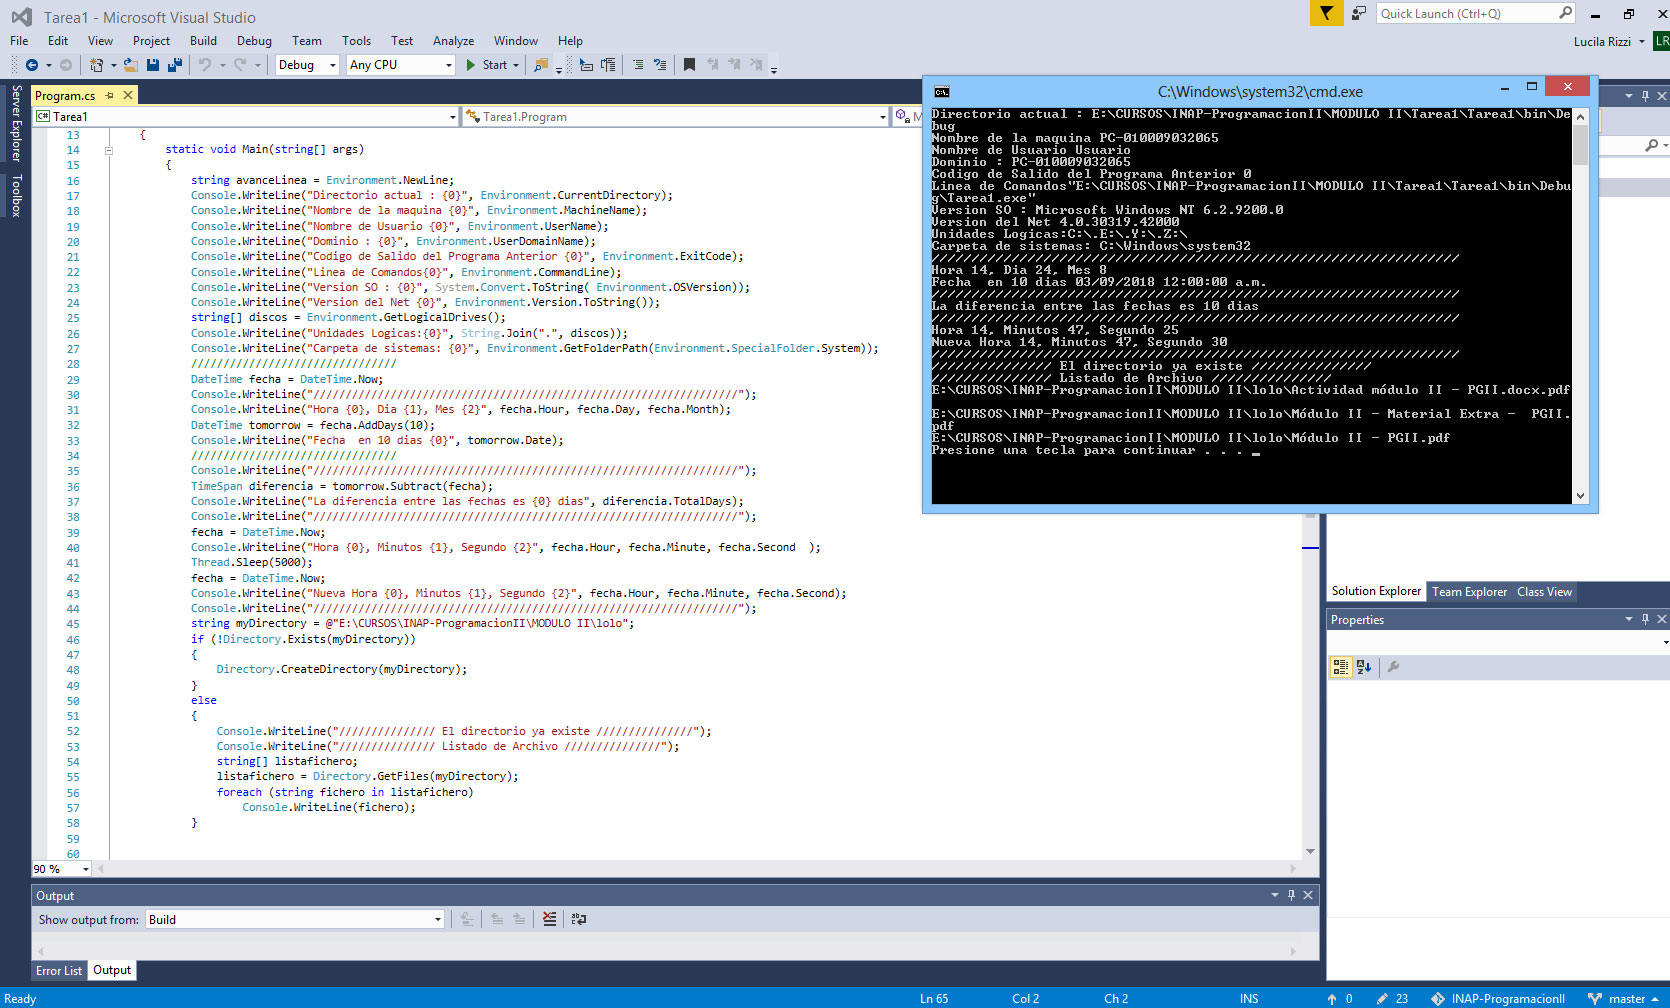 Tarea1 - Microsoft Visual Studio
Quick Launch (Ctrl+Q)
File Edit View Project Build Debug Team Tools Test Analyze Window Help
Lucila Rizzi
LR
Debug Any CPU Start
Server Explorer
Toolbox
Program.cs
Tarea1
Tarea1.Program
M
13 {
14 static void Main(string[] args)
15 {
16 string avanceLinea = Environment.NewLine;
17 Console.WriteLine("Directorio actual : {0}", Environment.CurrentDirectory);
18 Console.WriteLine("Nombre de la maquina {0}", Environment.MachineName);
19 Console.WriteLine("Nombre de Usuario {0}", Environment.UserName);
20 Console.WriteLine("Dominio : {0}", Environment.UserDomainName);
21 Console.WriteLine("Codigo de Salido del Programa Anterior {0}", Environment.ExitCode);
22 Console.WriteLine("Linea de Comandos{0}", Environment.CommandLine);
23 Console.WriteLine("Version SO : {0}", System.Convert.ToString( Environment.OSVersion));
24 Console.WriteLine("Version del Net {0}", Environment.Version.ToString());
25 string[] discos = Environment.GetLogicalDrives();
26 Console.WriteLine("Unidades Logicas:{0}", String.Join(".", discos));
27 Console.WriteLine("Carpeta de sistemas: {0}", Environment.GetFolderPath(Environment.SpecialFolder.System));
28 ////////////////////////////////
29 DateTime fecha = DateTime.Now;
30 Console.WriteLine("//////////////////////////////////////////////////////////////////");
31 Console.WriteLine("Hora {0}, Dia {1}, Mes {2}", fecha.Hour, fecha.Day, fecha.Month);
32 DateTime tomorrow = fecha.AddDays(10);
33 Console.WriteLine("Fecha  en 10 dias {0}", tomorrow.Date);
34 ////////////////////////////////
35 Console.WriteLine("//////////////////////////////////////////////////////////////////");
36 TimeSpan diferencia = tomorrow.Subtract(fecha);
37 Console.WriteLine("La diferencia entre las fechas es {0} dias", diferencia.TotalDays);
38 Console.WriteLine("//////////////////////////////////////////////////////////////////");
39 fecha = DateTime.Now;
40 Console.WriteLine("Hora {0}, Minutos {1}, Segundo {2}", fecha.Hour, fecha.Minute, fecha.Second  );
41 Thread.Sleep(5000);
42 fecha = DateTime.Now;
43 Console.WriteLine("Nueva Hora {0}, Minutos {1}, Segundo {2}", fecha.Hour, fecha.Minute, fecha.Second);
44 Console.WriteLine("//////////////////////////////////////////////////////////////////");
45 string myDirectory = @"E:\CURSOS\INAP-ProgramacionII\MODULO II\lolo";
46 if (!Directory.Exists(myDirectory))
47 {
48 Directory.CreateDirectory(myDirectory);
49 }
50 else
51 {
52 Console.WriteLine("/////////////// El directorio ya existe ///////////////");
53 Console.WriteLine("/////////////// Listado de Archivo ///////////////");
54 string[] listafichero;
55 listafichero = Directory.GetFiles(myDirectory);
56 foreach (string fichero in listafichero)
57 Console.WriteLine(fichero);
58 }
59
60
90 %
C:\Windows\system32\cmd.exe
Directorio actual : E:\CURSOS\INAP-ProgramacionII\MODULO II\Tarea1\Tarea1\bin\De
bug
Nombre de la maquina PC-010009032065
Nombre de Usuario Usuario
Dominio : PC-010009032065
Codigo de Salido del Programa Anterior 0
Linea de Comandos"E:\CURSOS\INAP-ProgramacionII\MODULO II\Tarea1\Tarea1\bin\Debu
g\Tarea1.exe"
Version SO : Microsoft Windows NT 6.2.9200.0
Version del Net 4.0.30319.42000
Unidades Logicas:C:\.E:\.Y:\.Z:\
Carpeta de sistemas: C:\Windows\system32
//////////////////////////////////////////////////////////////////
Hora 14, Dia 24, Mes 8
Fecha  en 10 dias 03/09/2018 12:00:00 a.m.
//////////////////////////////////////////////////////////////////
La diferencia entre las fechas es 10 dias
//////////////////////////////////////////////////////////////////
Hora 14, Minutos 47, Segundo 25
Nueva Hora 14, Minutos 47, Segundo 30
//////////////////////////////////////////////////////////////////
/////////////// El directorio ya existe ///////////////
/////////////// Listado de Archivo ///////////////
E:\CURSOS\INAP-ProgramacionII\MODULO II\lolo\Actividad módulo II - PGII.docx.pdf
E:\CURSOS\INAP-ProgramacionII\MODULO II\lolo\Módulo II - Material Extra -  PGII.
pdf
E:\CURSOS\INAP-ProgramacionII\MODULO II\lolo\Módulo II - PGII.pdf
Presione una tecla para continuar . . .
Solution Explorer Team Explorer Class View
Properties
Output
Show output from: Build
Error List Output
Ready Ln 65 Col 2 Ch 2 INS 0 23 INAP-ProgramacionII master